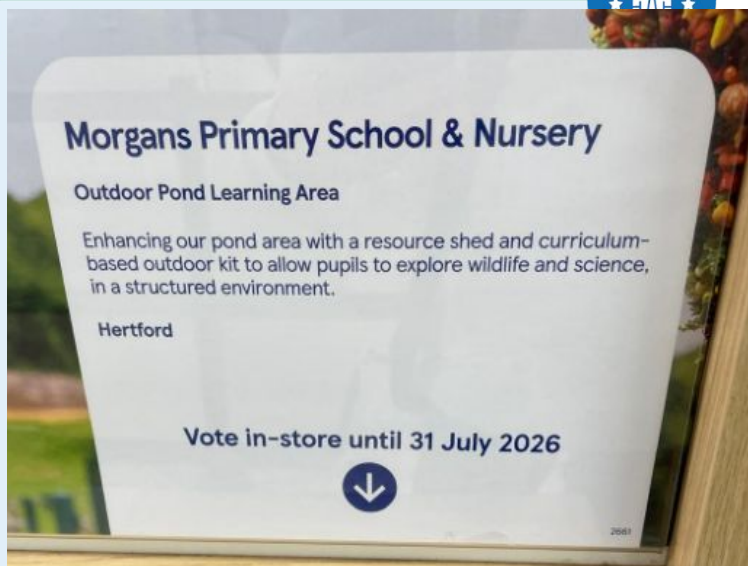 Morgans Primary School & Nursery
Outdoor Pond Learning Area
Enhancing our pond area with a resource shed and curriculum-
based outdoor kit to allow pupils to explore wildlife and science,
in a structured environment.
Hertford
Vote in-store until 31 July 2026